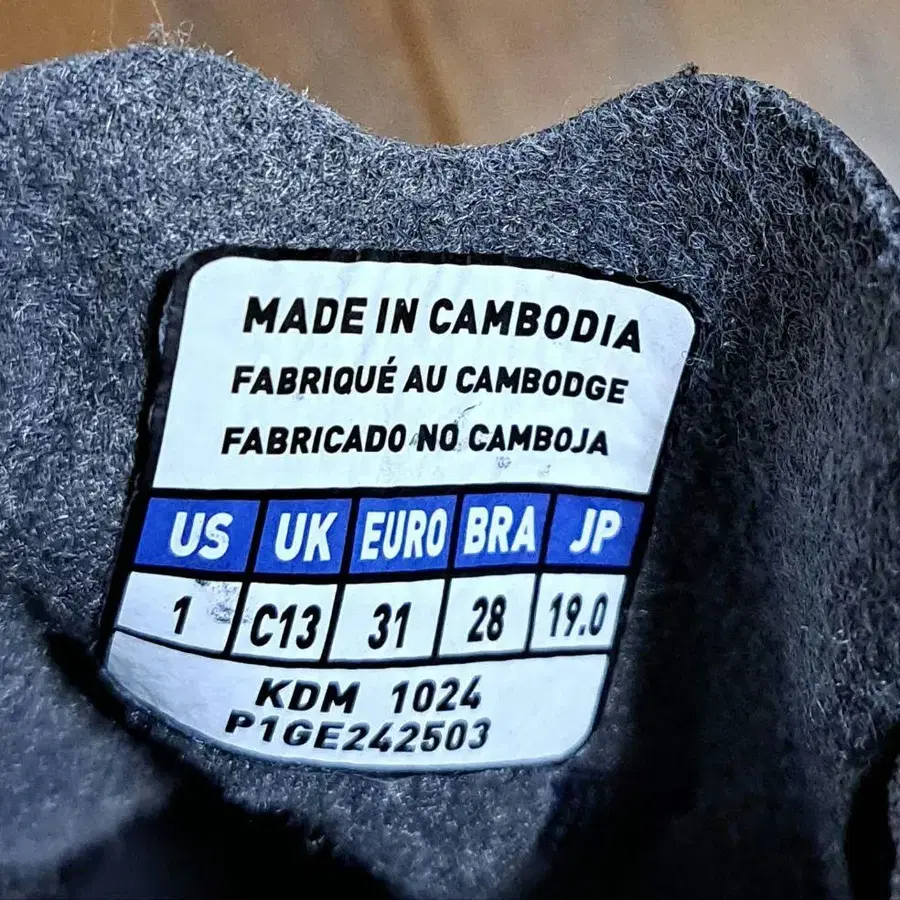 MADE IN CAMBODIA
FABRIQUÉ AU CAMBODGE
FABRICADO NO CAMBOJA
US UK EURO BRA JP
1 C13 31 28 19.0
KDM 1024
P1GE242503